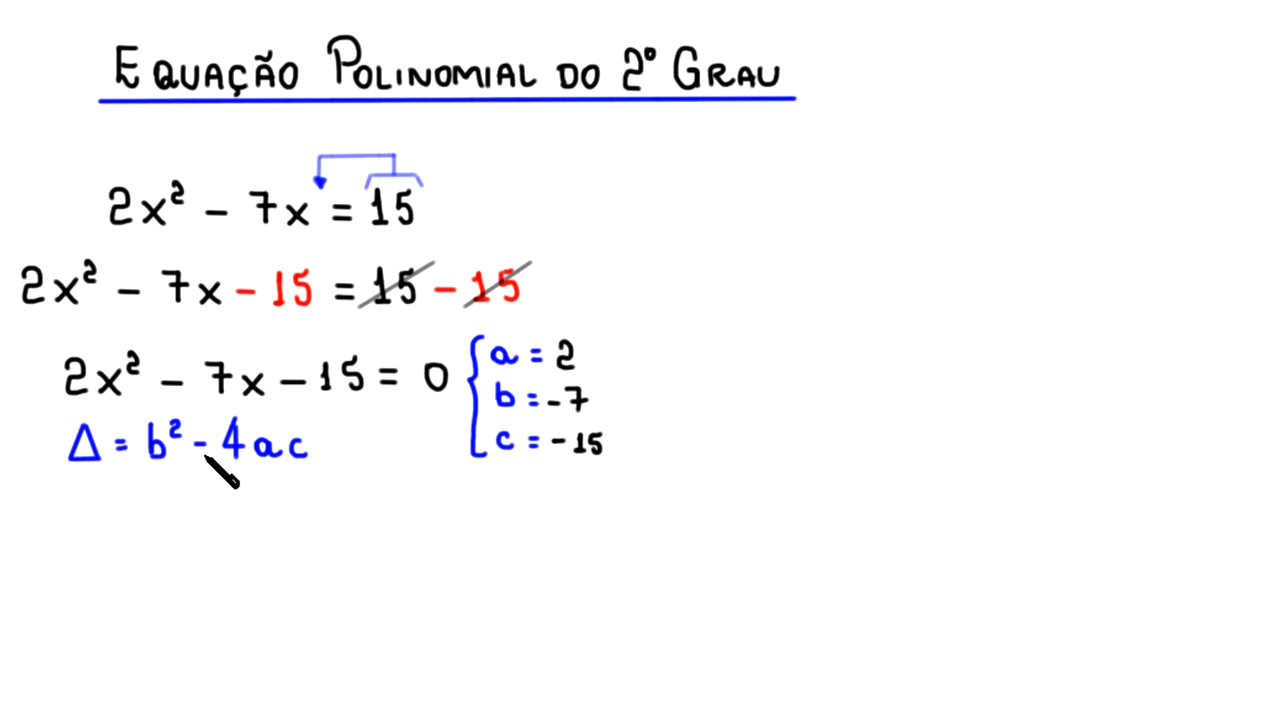 EQUAÇÃO POLINOMIAL DO 2º GRAU
2x² - 7x = 15
2x² - 7x - 15 = 15 - 15
2x² - 7x - 15 = 0
a = 2
b = -7
c = -15
Δ = b² - 4ac